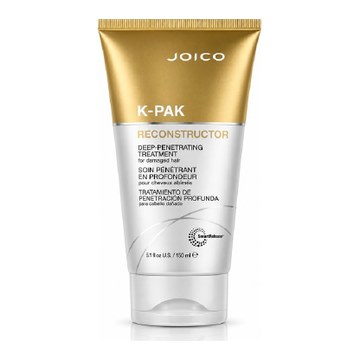 JOICO
K-PAK
RECONSTRUCTOR
DEEP-PENETRATING
TREATMENT
for damaged hair
SOIN PÉNÉTRANT
EN PROFONDEUR
pour cheveux abîmés
TRATAMIENTO DE
PENETRACIÓN PROFUNDA
para cabello dañado
SmartRelease
5.1 fl oz U.S. / 150 ml ℮